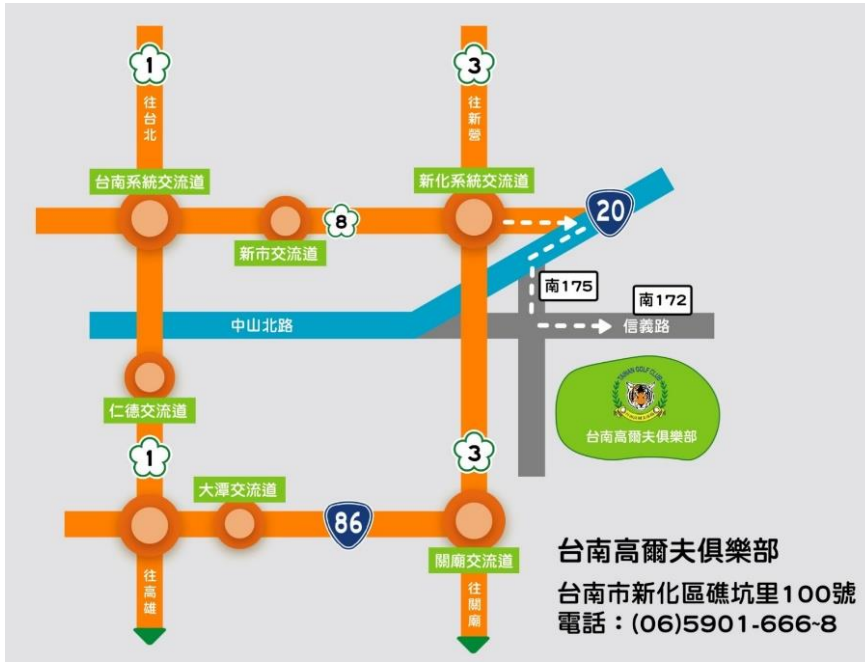 1
往台北
3
往新營
台南系統交流道
新化系統交流道
20
8
新市交流道
南175
南172
中山北路
信義路
仁德交流道
TAINAN GOLF CLUB
台南高爾夫俱樂部
1
3
大潭交流道
86
關廟交流道
往高雄
往關廟
台南高爾夫俱樂部
台南市新化區礁坑里100號
電話：(06)5901-666~8